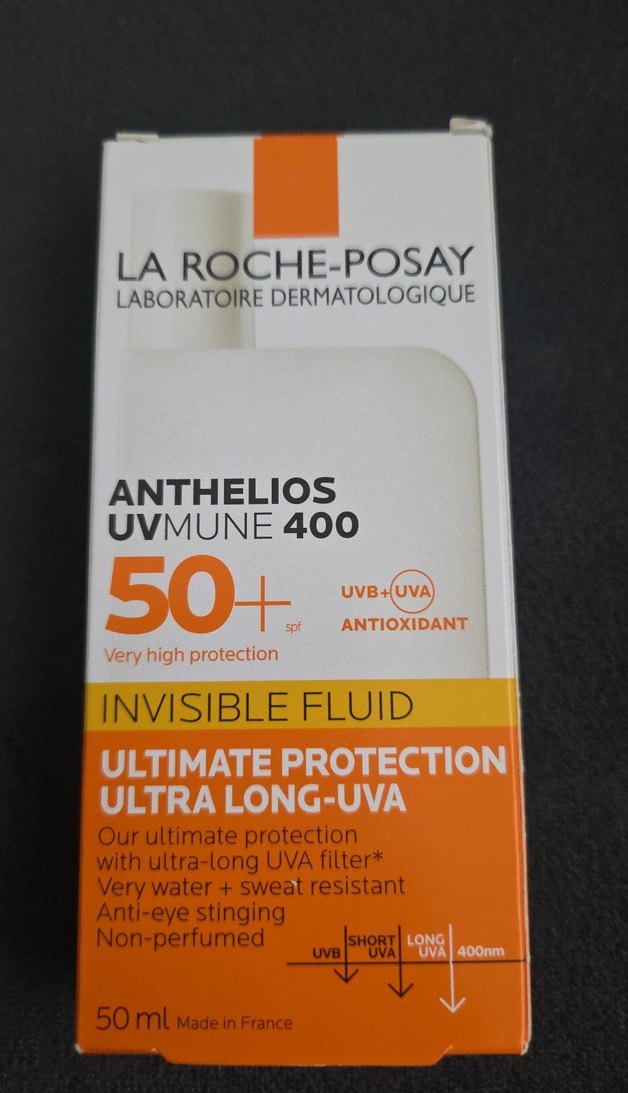 LA ROCHE-POSAY
LABORATOIRE DERMATOLOGIQUE
ANTHELIOS
UVMUNE 400
50+ spf
Very high protection
UVB+UVA
ANTIOXIDANT
INVISIBLE FLUID
ULTIMATE PROTECTION
ULTRA LONG-UVA
Our ultimate protection
with ultra-long UVA filter*
Very water + sweat resistant
Anti-eye stinging
Non-perfumed
UVB SHORT UVA LONG UVA 400nm
50 ml Made in France